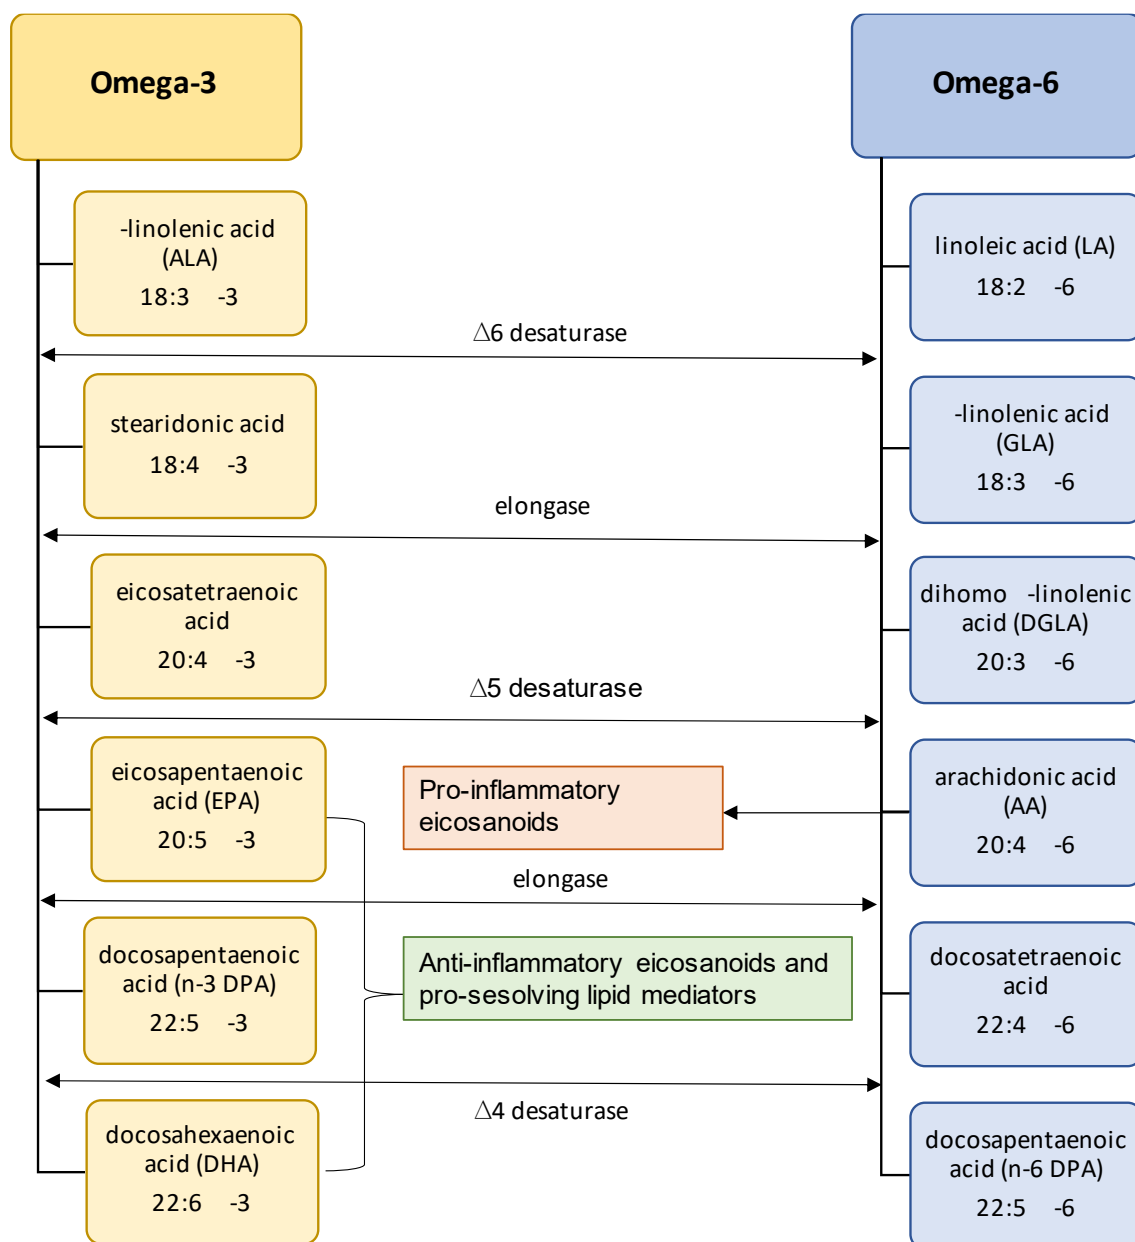 Omega-3
Omega-6
-linolenic acid
(ALA)
18:3 -3
linoleic acid (LA)
18:2 -6
Δ6 desaturase
stearidonic acid
18:4 -3
-linolenic acid
(GLA)
18:3 -6
elongase
eicosatetraenoic
acid
20:4 -3
dihomo -linolenic
acid (DGLA)
20:3 -6
Δ5 desaturase
eicosapentaenoic
acid (EPA)
20:5 -3
Pro-inflammatory
eicosanoids
arachidonic acid
(AA)
20:4 -6
elongase
docosapentaenoic
acid (n-3 DPA)
22:5 -3
Anti-inflammatory eicosanoids and
pro-sesolving lipid mediators
docosatetraenoic
acid
22:4 -6
Δ4 desaturase
docosahexaenoic
acid (DHA)
22:6 -3
docosapentaenoic
acid (n-6 DPA)
22:5 -6